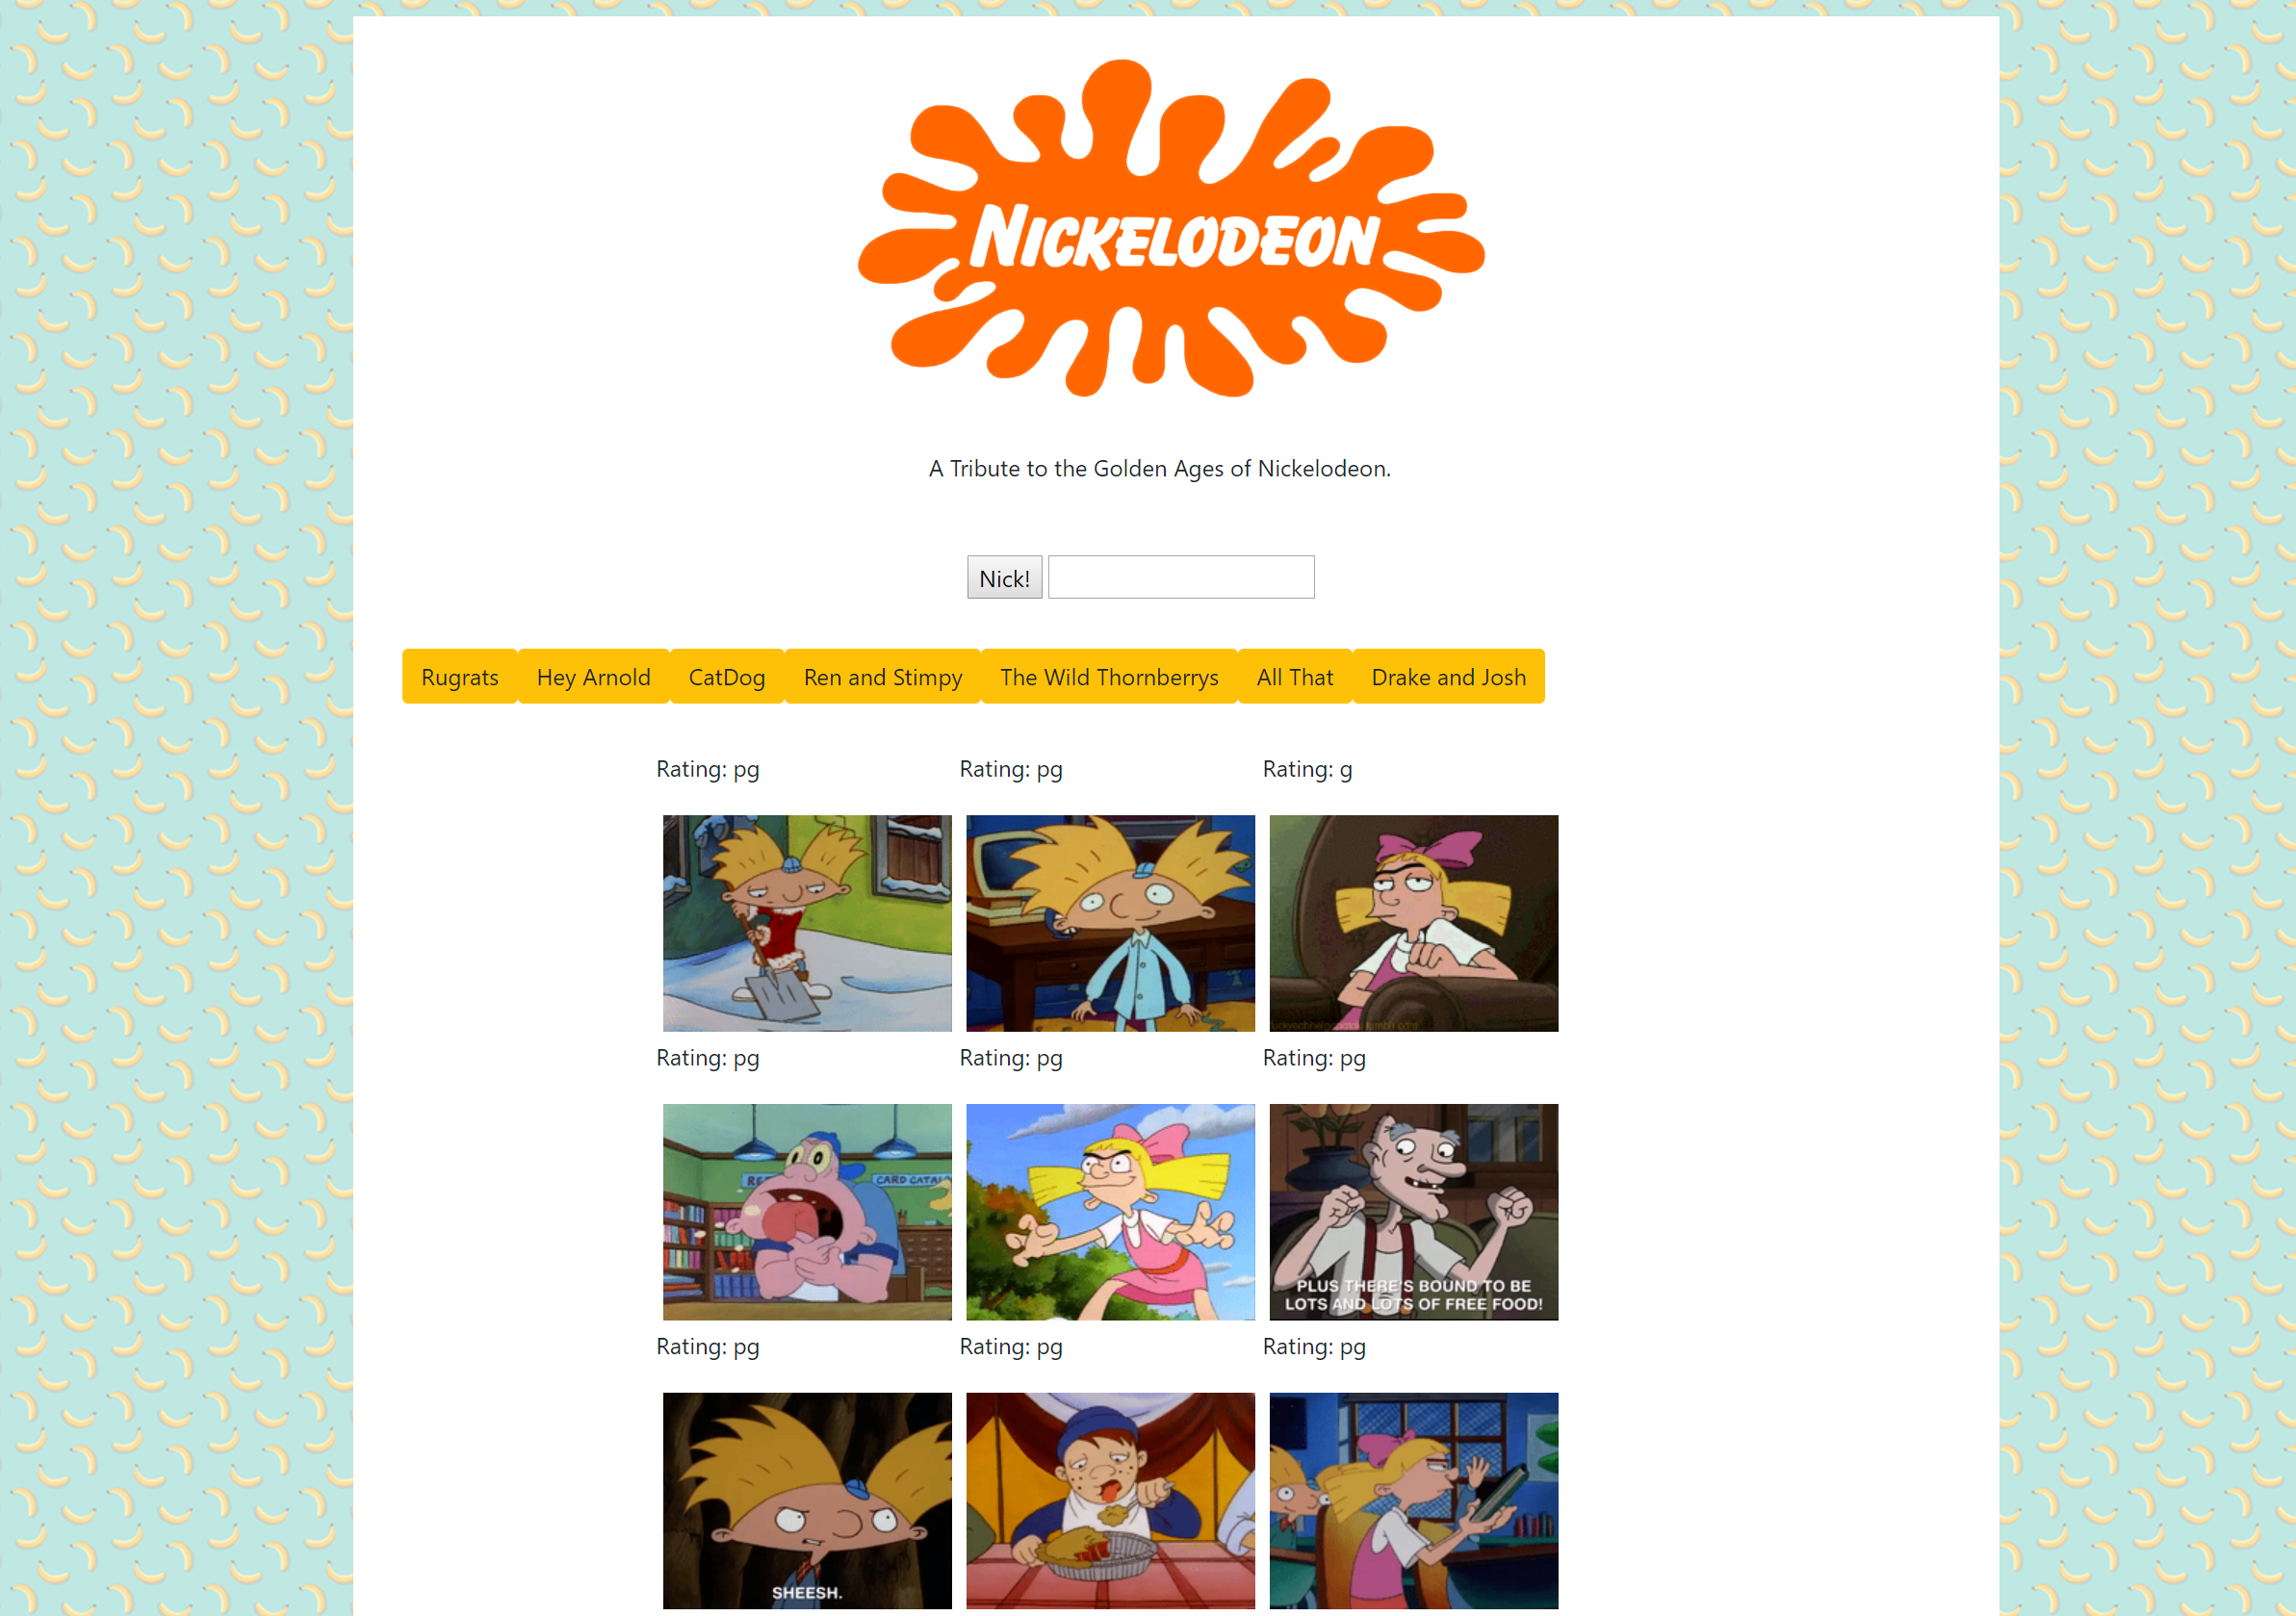 NICKELODEON
A Tribute to the Golden Ages of Nickelodeon.
Nick!
Rugrats Hey Arnold CatDog Ren and Stimpy The Wild Thornberrys All That Drake and Josh
Rating: pg Rating: pg Rating: g
Rating: pg Rating: pg Rating: pg
CARD CATAL
PLUS THERE'S BOUND TO BE
LOTS AND LOTS OF FREE FOOD!
Rating: pg Rating: pg Rating: pg
SHEESH.